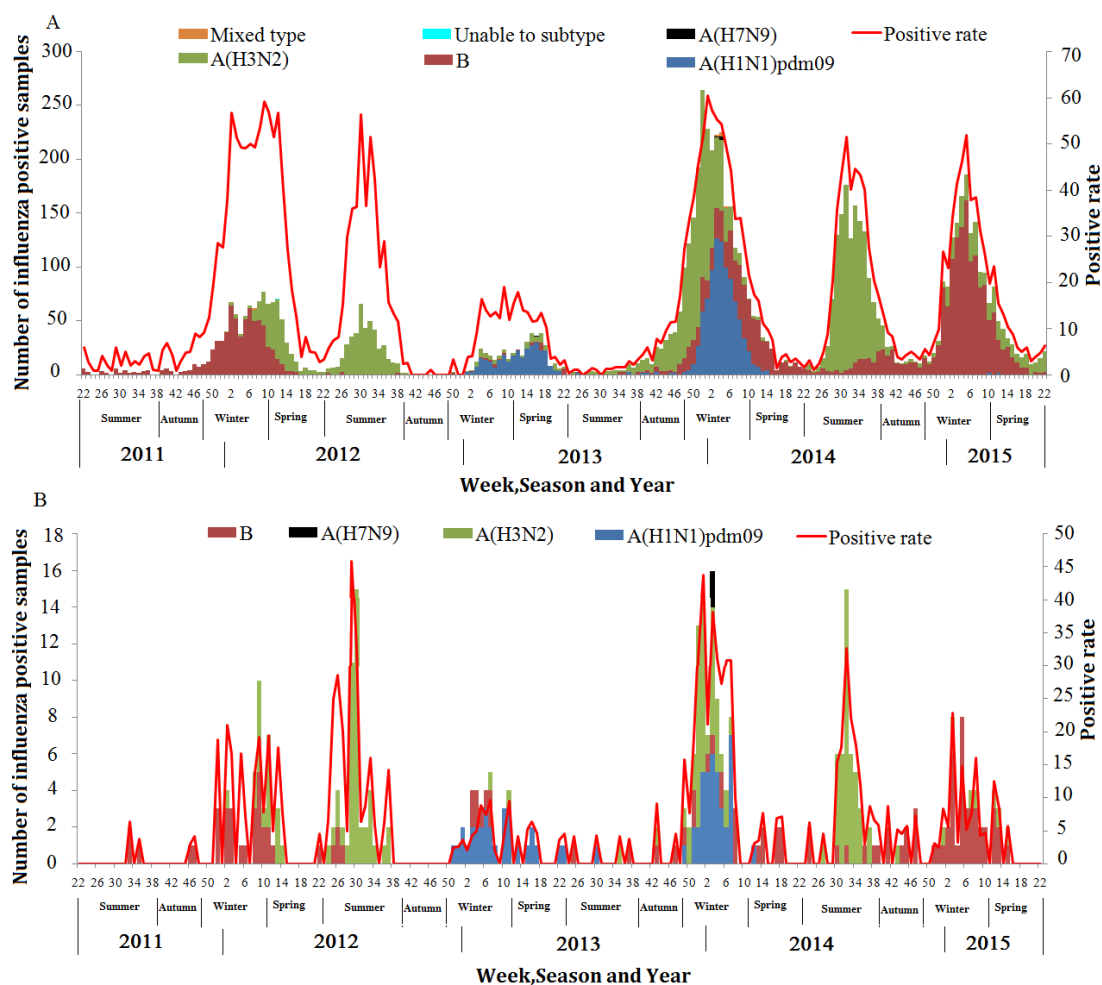 A
Mixed type
Unable to subtype
A(H7N9)
Positive rate
A(H3N2)
B
A(H1N1)pdm09
Number of influenza positive samples
300
250
200
150
100
50
0
70
60
50
40
30
20
10
0
Positive rate
22 26 30 34 38 42 46 50 2 6 10 14 18 22 26 30 34 38 42 46 50 2 6 10 14 18 22 26 30 34 38 42 46 50 2 6 10 14 18 22 26 30 34 38 42 46 50 2 6 10 14 18 22
Summer Autumn Winter Spring Summer Autumn Winter Spring Summer Autumn Winter Spring Summer Autumn Winter Spring
2011 2012 2013 2014 2015
Week,Season and Year
B
B
A(H7N9)
A(H3N2)
A(H1N1)pdm09
Positive rate
Number of influenza positive samples
18
16
14
12
10
8
6
4
2
0
50
45
40
35
30
25
20
15
10
5
0
Positive rate
22 26 30 34 38 42 46 50 2 6 10 14 18 22 26 30 34 38 42 46 50 2 6 10 14 18 22 26 30 34 38 42 46 50 2 6 10 14 18 22 26 30 34 38 42 46 50 2 6 10 14 18 22
Summer Autumn Winter Spring Summer Autumn Winter Spring Summer Autumn Winter Spring Summer Autumn Winter Spring
2011 2012 2013 2014 2015
Week,Season and Year